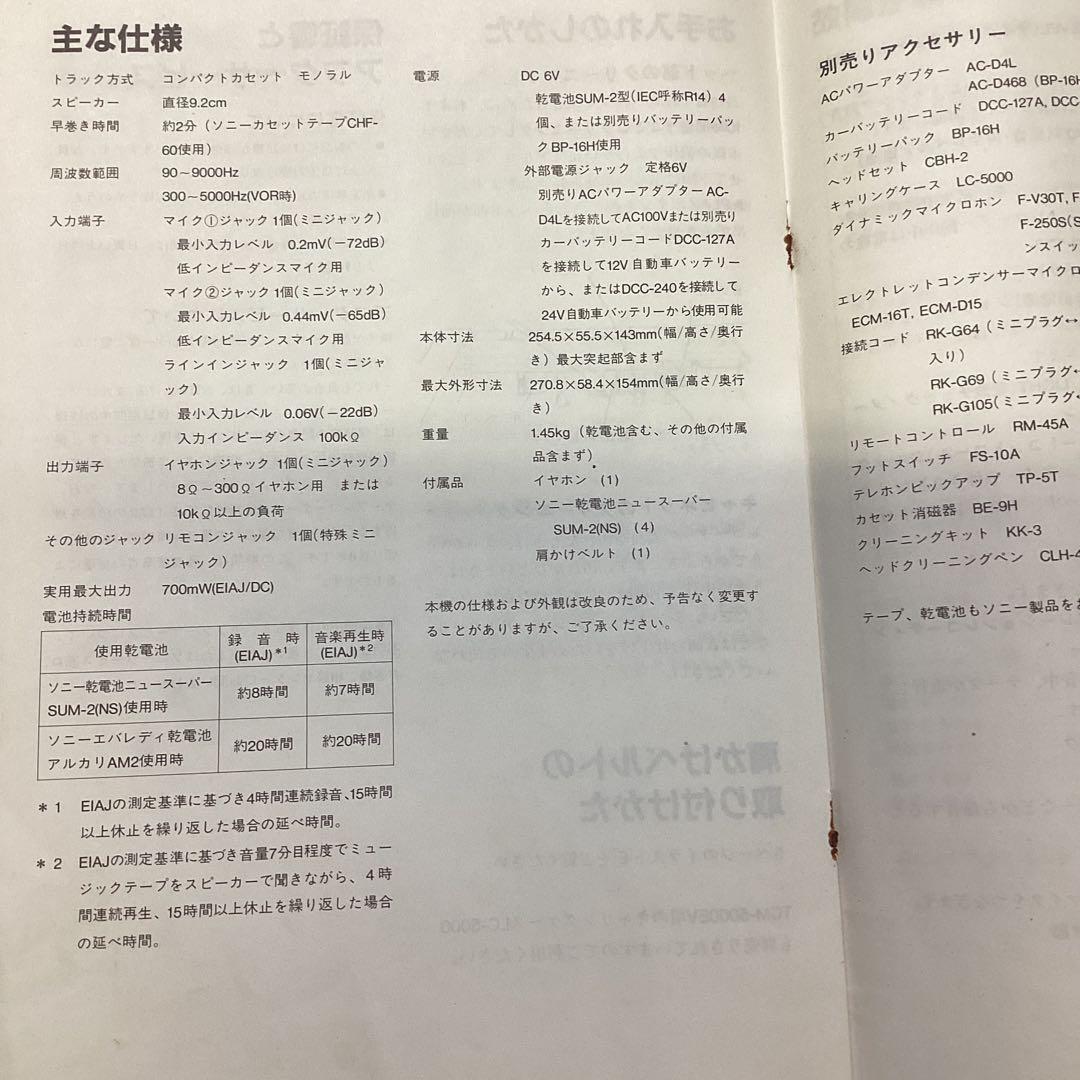 主な仕様
トラック方式 コンパクトカセット モノラル
スピーカー 直径9.2cm
早巻き時間 約2分（ソニーカセットテープCHF-
60使用）
周波数範囲 90～9000Hz
300～5000Hz(VOR時)
入力端子 マイク①ジャック1個(ミニジャック)
最小入力レベル 0.2mV(－72dB)
低インピーダンスマイク用
マイク②ジャック1個(ミニジャック)
最小入力レベル 0.44mV(－65dB)
低インピーダンスマイク用
ラインインジャック 1個(ミニジャ
ック)
最小入力レベル 0.06V(－22dB)
入力インピーダンス 100kΩ
出力端子 イヤホンジャック 1個(ミニジャック)
8Ω～300Ωイヤホン用 または
10kΩ以上の負荷
その他のジャック リモコンジャック 1個(特殊ミニ
ジャック)
実用最大出力 700mW(EIAJ/DC)
電池持続時間
使用乾電池 録音時(EIAJ)*1 音楽再生時(EIAJ)*2
ソニー乾電池ニュースーパー
SUM-2(NS)使用時 約8時間 約7時間
ソニーエバレディ乾電池
アルカリAM2使用時 約20時間 約20時間
＊1 EIAJの測定基準に基づき4時間連続録音、15時間
以上休止を繰り返した場合の延べ時間。
＊2 EIAJの測定基準に基づき音量7分目程度でミュー
ジックテープをスピーカーで聞きながら、4時
間連続再生、15時間以上休止を繰り返した場合
の延べ時間。
電源 DC 6V
乾電池SUM-2型(IEC呼称R14) 4
個、または別売りバッテリーパッ
クBP-16H使用
外部電源ジャック 定格6V
別売りACパワーアダプター AC-
D4Lを接続してAC100Vまたは別売り
カーバッテリーコードDCC-127A
を接続して12V自動車バッテリー
から、またはDCC-240を接続して
24V自動車バッテリーから使用可能
本体寸法 254.5×55.5×143mm(幅/高さ/奥行
き) 最大突起部含まず
最大外形寸法 270.8×58.4×154mm(幅/高さ/奥行
き)
重量 1.45kg（乾電池含む、その他の付属
品含まず）
付属品 イヤホン (1)
ソニー乾電池ニュースーパー
SUM-2(NS) (4)
肩かけベルト (1)
本機の仕様および外観は改良のため、予告なく変更す
ることがありますが、ご了承ください。
別売りアクセサリー
ACパワーアダプター AC-D4L
AC-D468 (BP-16H
カーバッテリーコード DCC-127A, DCC
バッテリーパック BP-16H
ヘッドセット CBH-2
キャリングケース LC-5000
ダイナミックマイクロホン F-V30T, F
F-250S(S
ンスイッ
エレクトレットコンデンサーマイクロ
ECM-16T, ECM-D15
接続コード RK-G64 (ミニプラグ↔
入り)
RK-G69 (ミニプラグ↔
RK-G105(ミニプラグ↔
リモートコントロール RM-45A
フットスイッチ FS-10A
テレホンピックアップ TP-5T
カセット消磁器 BE-9H
クリーニングキット KK-3
ヘッドクリーニングペン CLH-4
テープ、乾電池もソニー製品をお